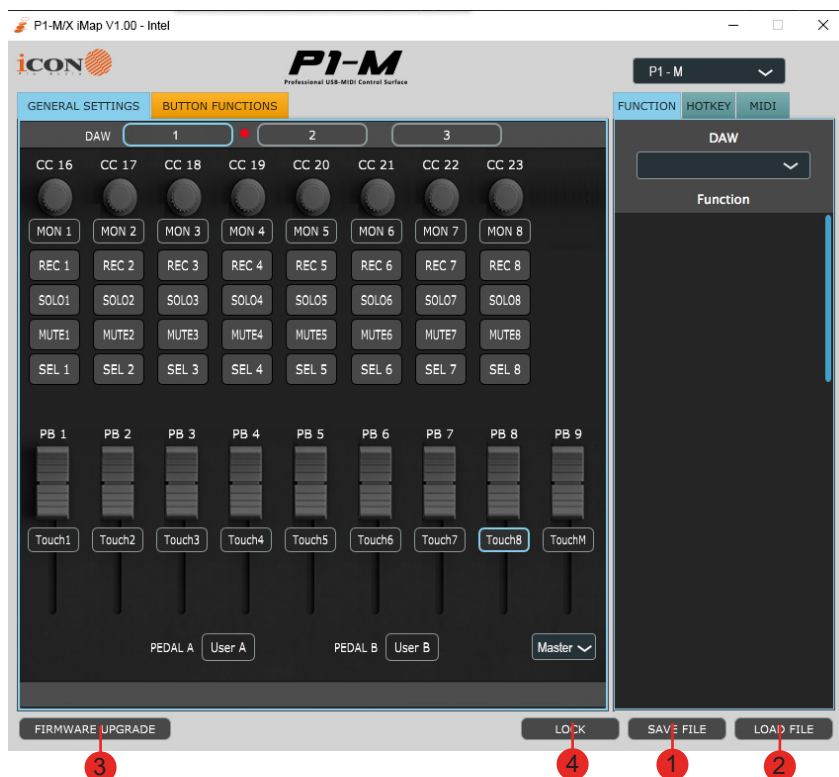 P1-M/X iMap V1.00 - Intel
icon
P1-M
Professional USB-MIDI Control Surface
P1 - M
GENERAL SETTINGS BUTTON FUNCTIONS
FUNCTION HOTKEY MIDI
DAW 1 2 3
DAW
CC 16 CC 17 CC 18 CC 19 CC 20 CC 21 CC 22 CC 23
Function
MON 1 MON 2 MON 3 MON 4 MON 5 MON 6 MON 7 MON 8
REC 1 REC 2 REC 3 REC 4 REC 5 REC 6 REC 7 REC 8
SOLO1 SOLO2 SOLO3 SOLO4 SOLO5 SOLO6 SOLO7 SOLO8
MUTE1 MUTE2 MUTE3 MUTE4 MUTE5 MUTE6 MUTE7 MUTE8
SEL 1 SEL 2 SEL 3 SEL 4 SEL 5 SEL 6 SEL 7 SEL 8
PB 1 PB 2 PB 3 PB 4 PB 5 PB 6 PB 7 PB 8 PB 9
Touch1 Touch2 Touch3 Touch4 Touch5 Touch6 Touch7 Touch8 TouchM
PEDAL A User A PEDAL B User B Master
FIRMWARE UPGRADE LOCK SAVE FILE LOAD FILE
3 4 1 2